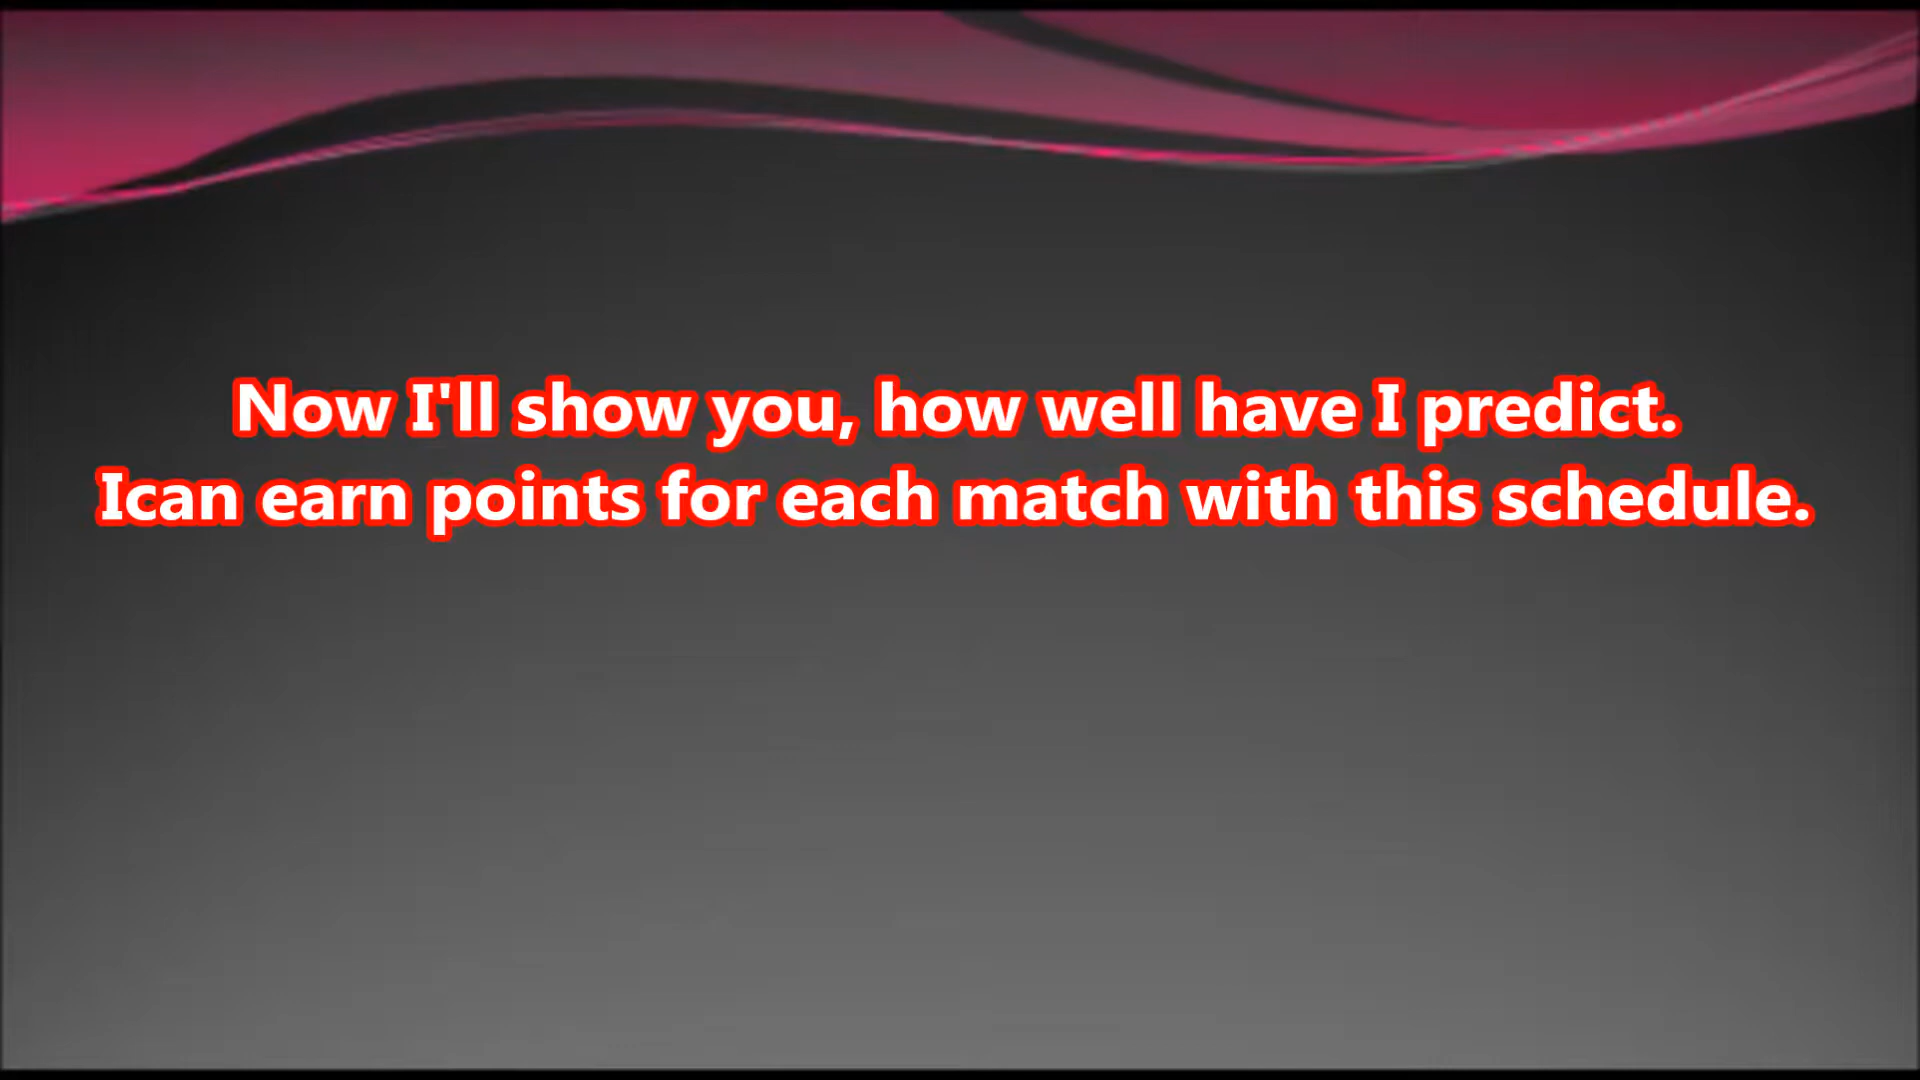 Now I'll show you, how well have I predict.
Ican earn points for each match with this schedule.